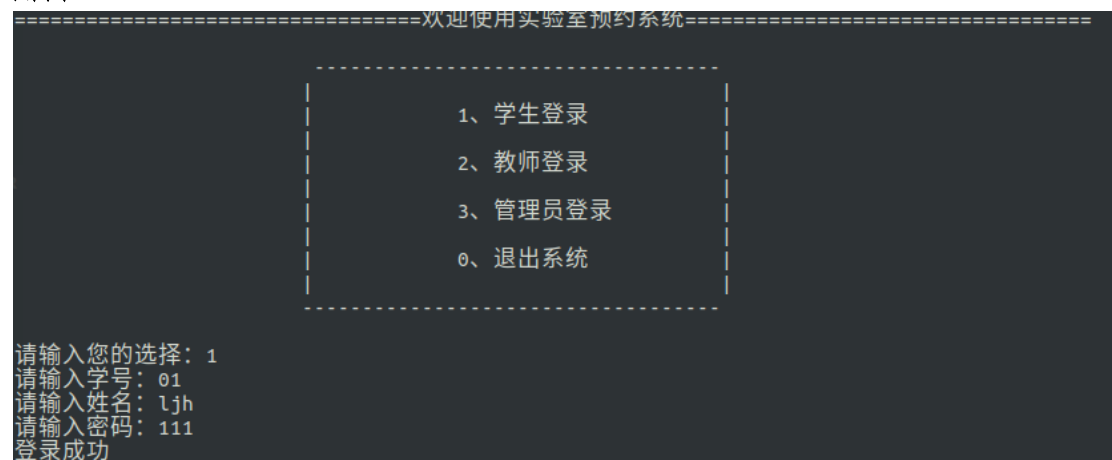 ==================================欢迎使用实验室预约系统==================================
----------------------------------
|                                  |
|            1、学生登录           |
|                                  |
|            2、教师登录           |
|                                  |
|            3、管理员登录         |
|                                  |
|            0、退出系统           |
|                                  |
-----------------------------------
请输入您的选择：1
请输入学号：01
请输入姓名：ljh
请输入密码：111
登录成功